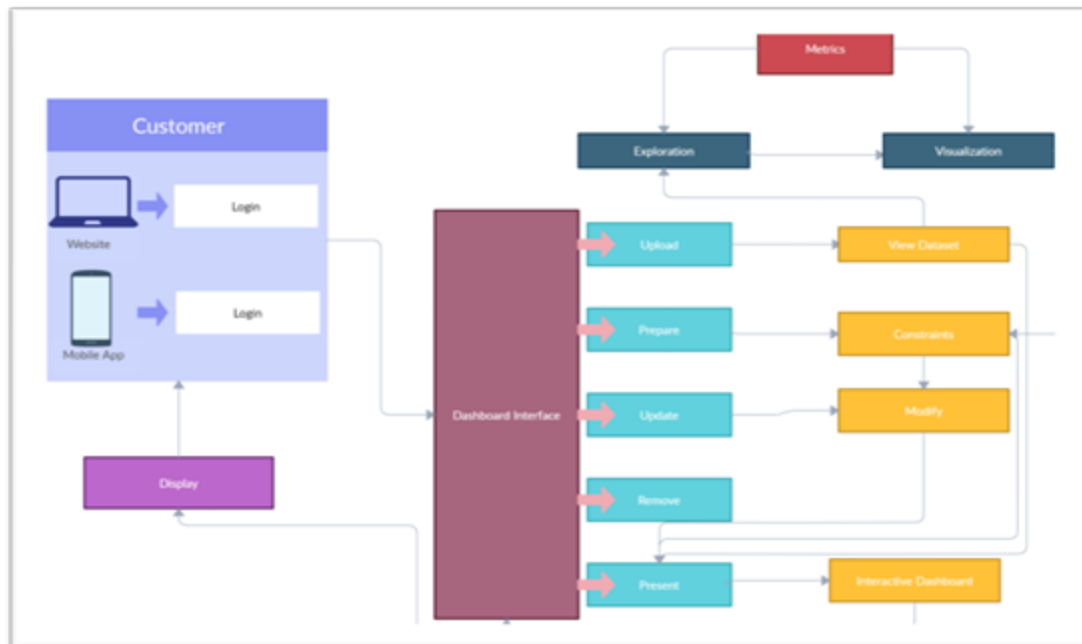 Metrics
Customer
Exploration
Visualization
Login
Website
Upload
View Dataset
Login
Mobile App
Prepare
Constraints
Dashboard Interface
Update
Modify
Display
Remove
Present
Interactive Dashboard